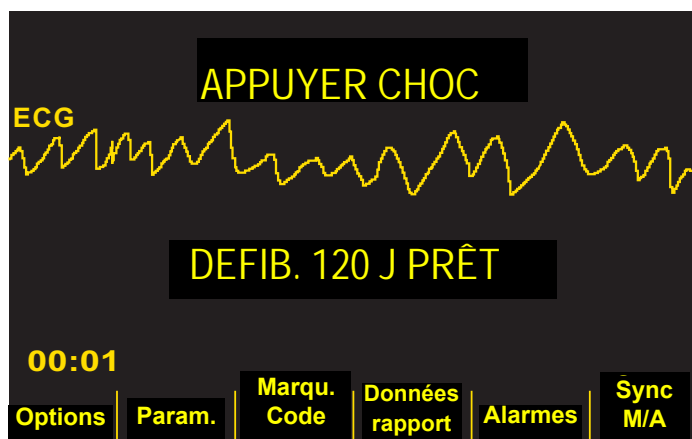 APPUYER CHOC
ECG
DEFIB. 120 J PRÊT
00:01
Options
Param.
Marqu.
Code
Données
rapport
Alarmes
Sync
M/A